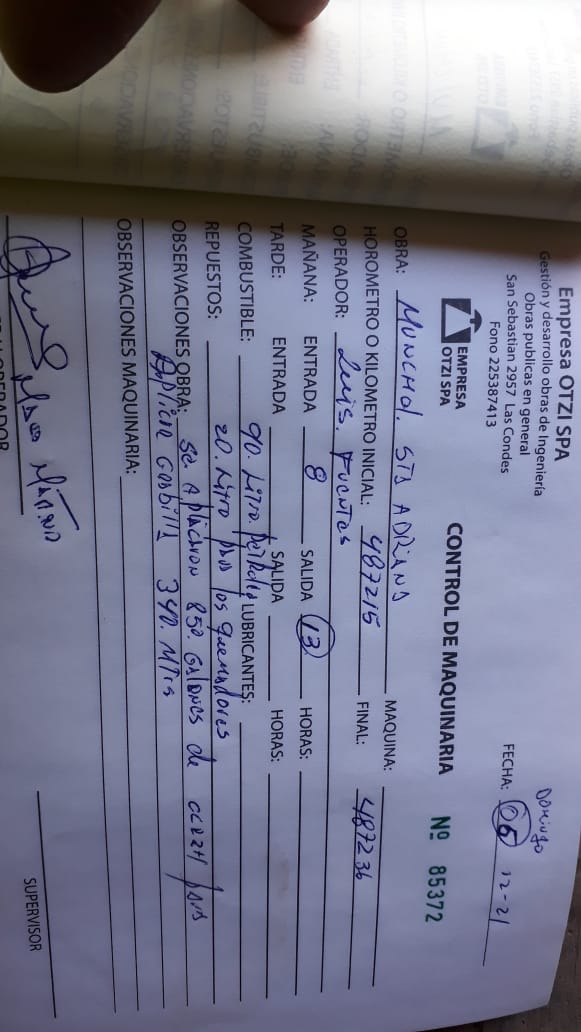 Empresa OTZI SPA
Gestión y desarrollo obras de Ingeniería
Obras publicas en general
San Sebastian 2957 Las Condes
Fono 225387413
EMPRESA
OTZI SPA
Domingo
FECHA: 05 12-21
CONTROL DE MAQUINARIA Nº 85372
OBRA: MUNCHOL. STA ADRIANA MAQUINA:
HOROMETRO O KILOMETRO INICIAL: 487215 FINAL: 487236
OPERADOR: Luis. FUENTES
MAÑANA: ENTRADA 8 SALIDA 13 HORAS:
TARDE: ENTRADA SALIDA HORAS:
COMBUSTIBLE: 90. Litro. Petroleo LUBRICANTES:
REPUESTOS: 20. Litro para los quemadores
OBSERVACIONES OBRA: Se Aplicaron 850 Galones de para
Aplicar 340. Mtrs
OBSERVACIONES MAQUINARIA:
OPERADOR
SUPERVISOR